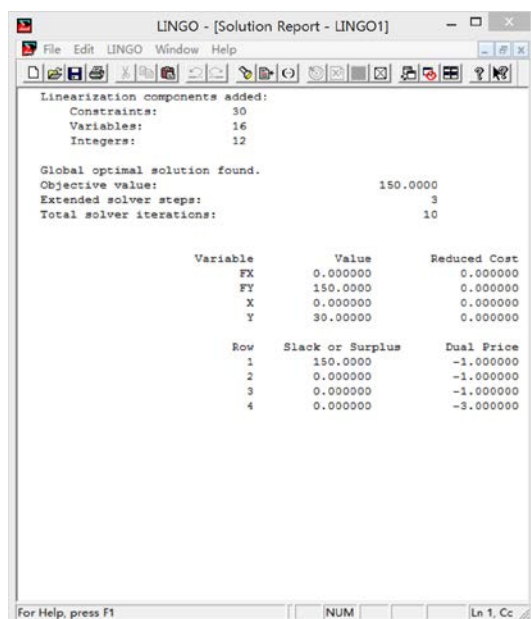 LINGO - [Solution Report - LINGO1]
File Edit LINGO Window Help
Linearization components added:
Constraints: 30
Variables: 16
Integers: 12
Global optimal solution found.
Objective value: 150.0000
Extended solver steps: 3
Total solver iterations: 10
Variable Value Reduced Cost
FX 0.000000 0.000000
FY 150.0000 0.000000
X 0.000000 0.000000
Y 30.00000 0.000000
Row Slack or Surplus Dual Price
1 150.0000 -1.000000
2 0.000000 -1.000000
3 0.000000 -1.000000
4 0.000000 -3.000000
For Help, press F1 NUM Ln 1, Cc